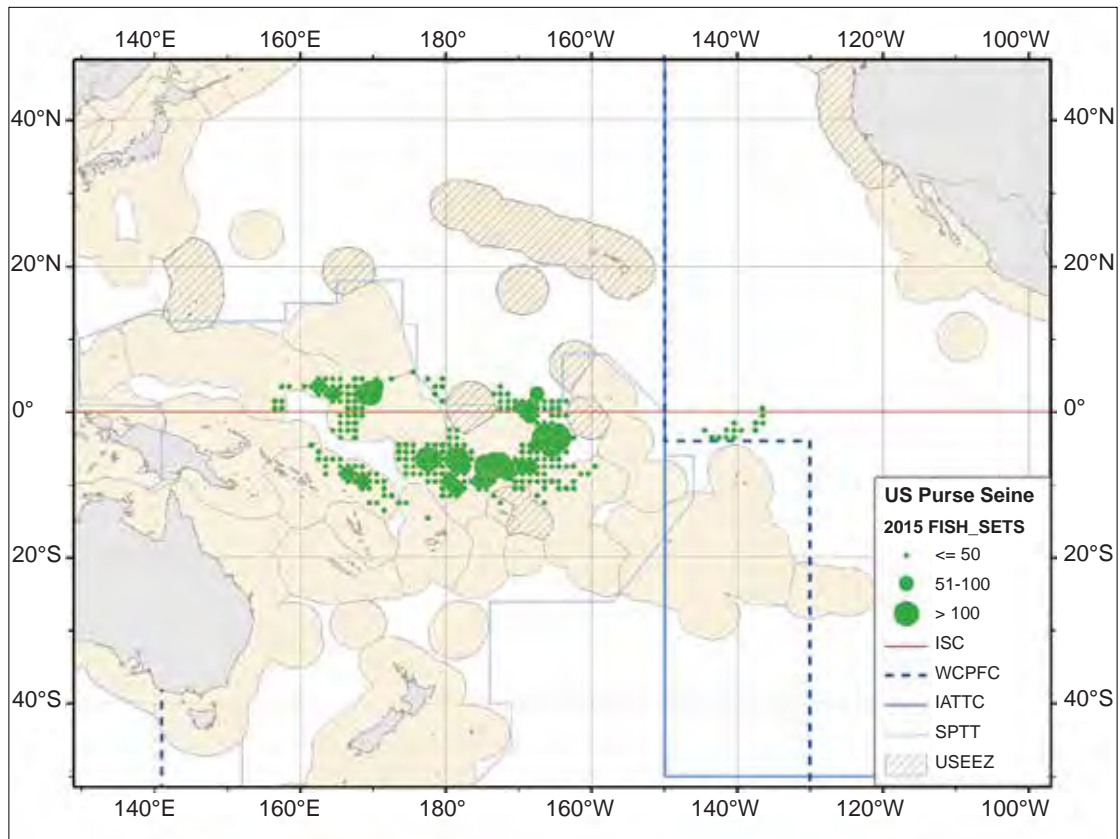 140°E 160°E 180° 160°W 140°W 120°W 100°W
40°N 40°N
20°N 20°N
0° 0°
20°S 20°S
40°S 40°S
US Purse Seine
2015 FISH_SETS
<= 50
51-100
> 100
ISC
WCPFC
IATTC
SPTT
USEEZ
140°E 160°E 180° 160°W 140°W 120°W 100°W